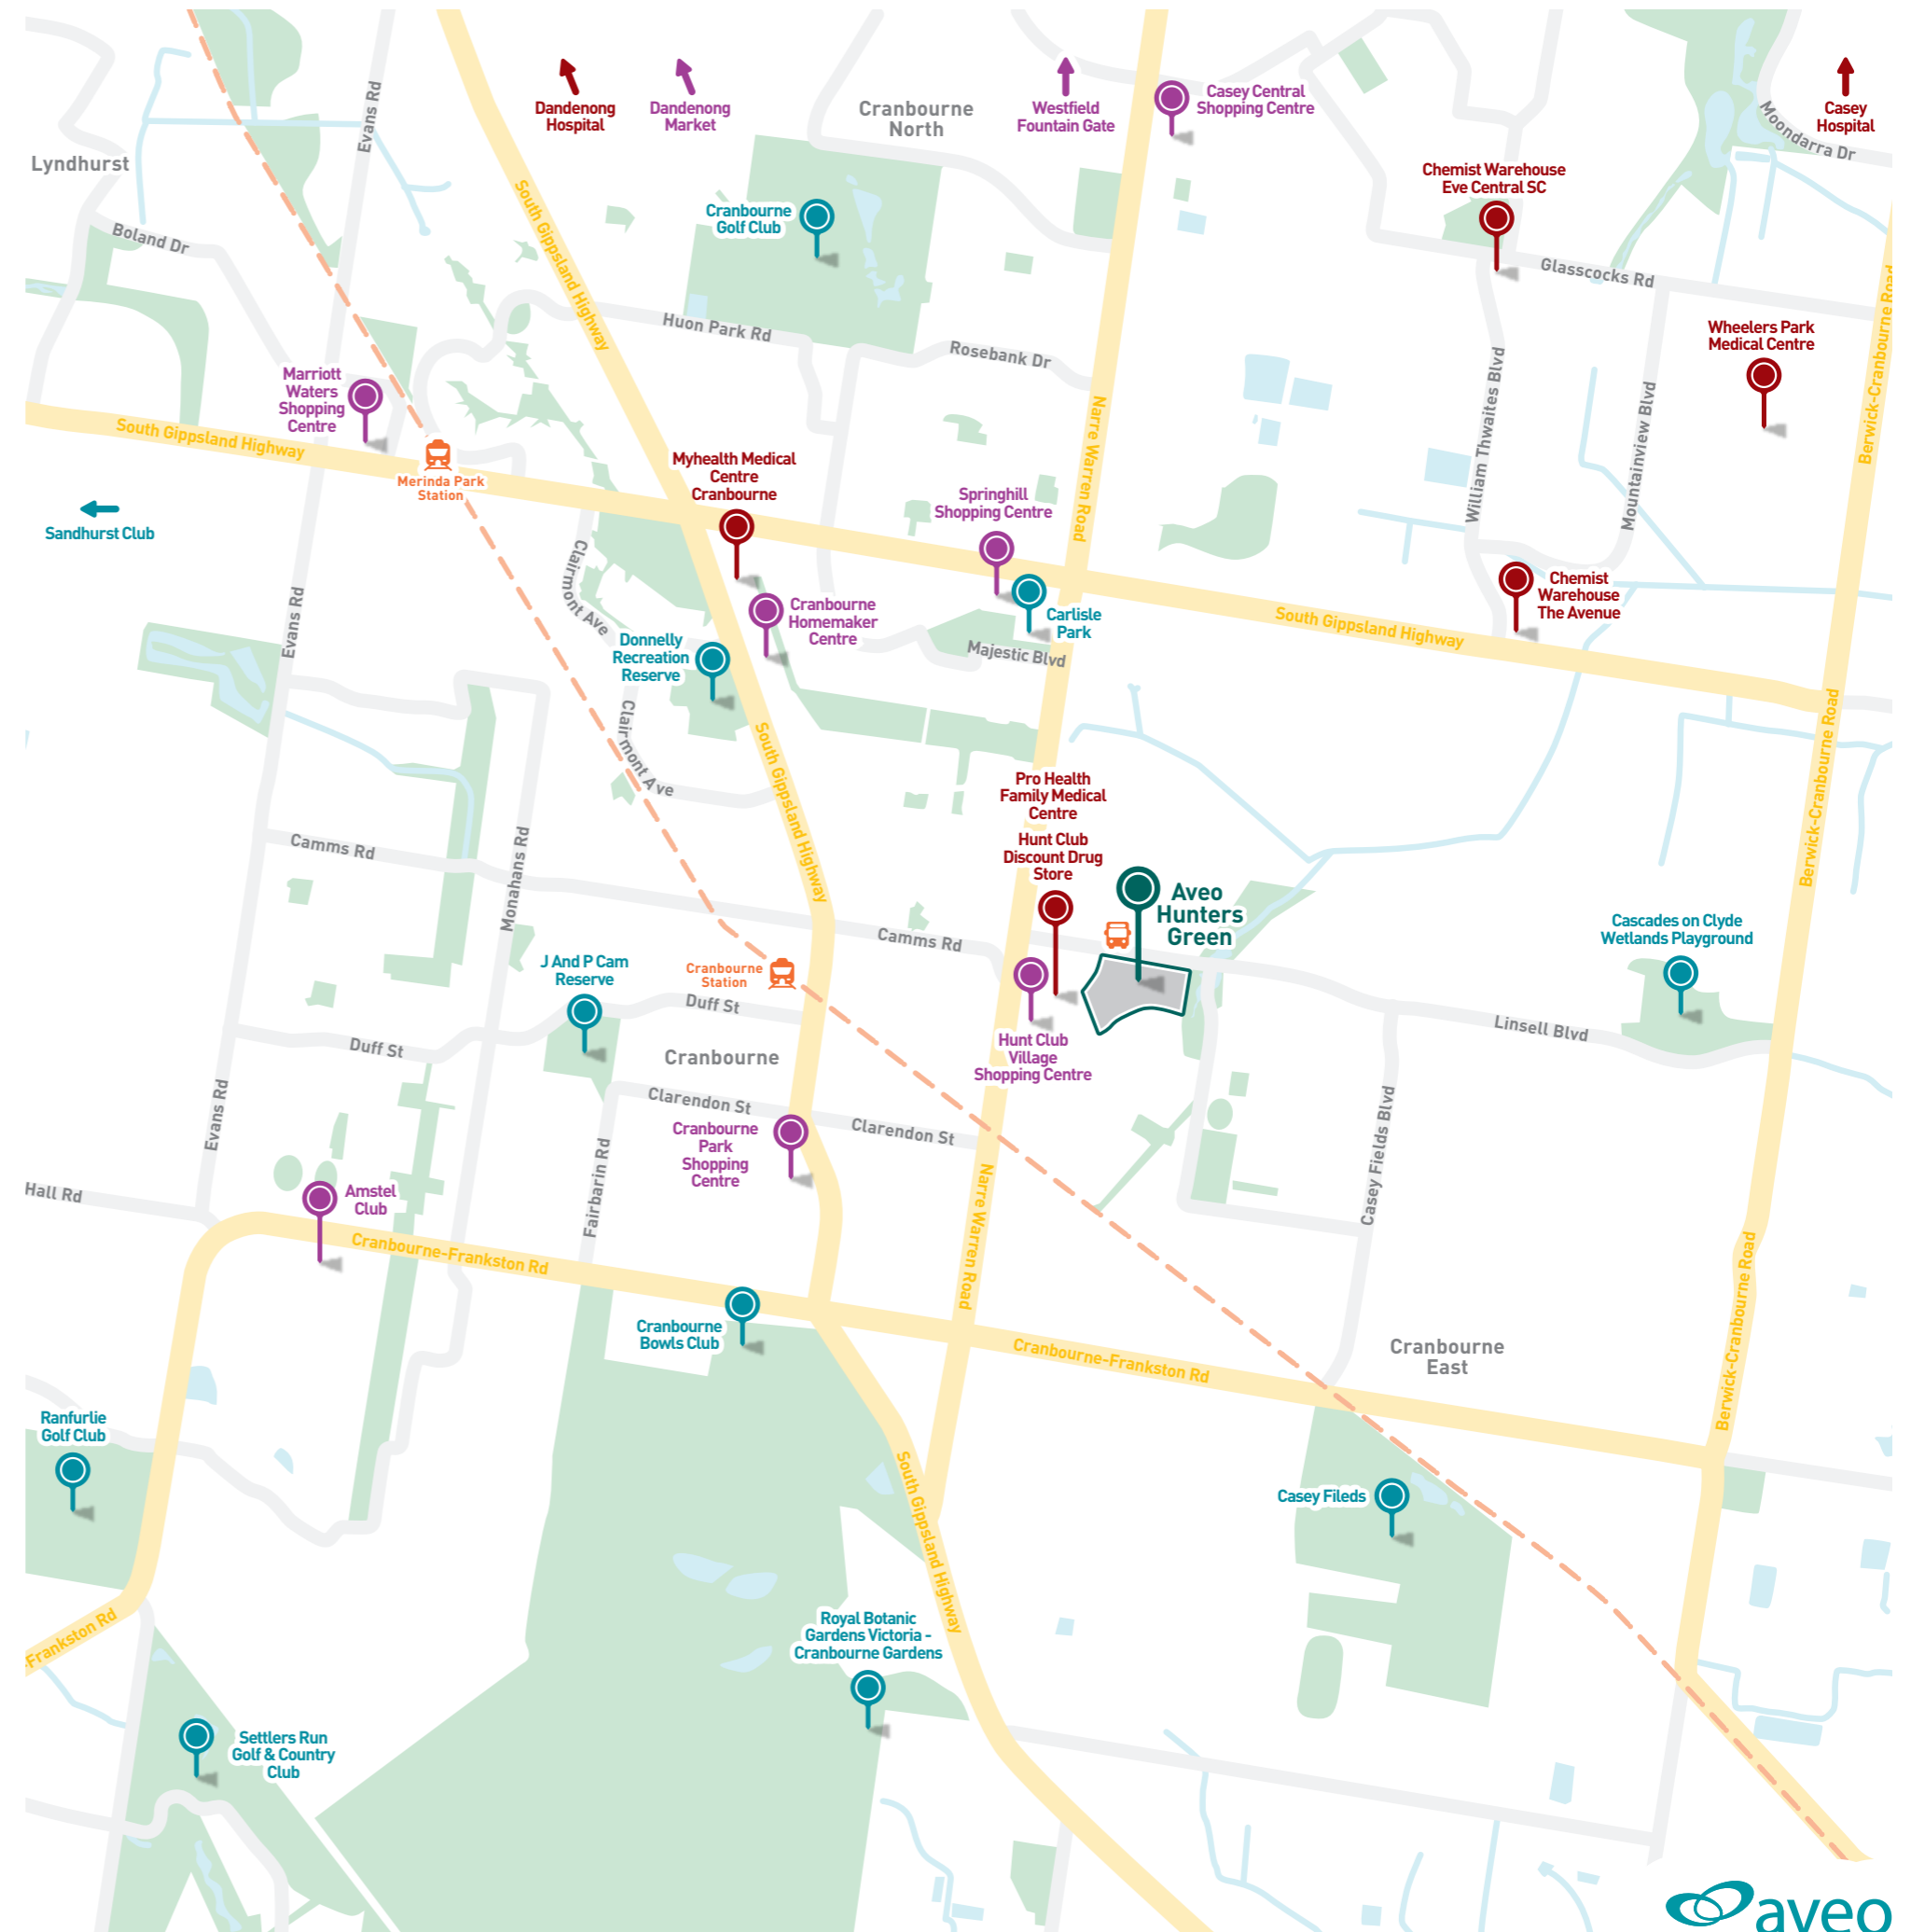 Dandenong
Hospital
Dandenong
Market
Cranbourne
North
Westfield
Fountain Gate
Casey Central
Shopping Centre
Casey
Hospital
Moondarra Dr
Evans Rd
Lyndhurst
Boland Dr
South Gippsland Highway
Cranbourne
Golf Club
Chemist Warehouse
Eve Central SC
Glasscocks Rd
Berwick-Cranbourne Road
Huon Park Rd
Rosebank Dr
Wheelers Park
Medical Centre
Marriott
Waters
Shopping
Centre
South Gippsland Highway
Merinda Park
Station
Narre Warren Road
William Thwaites Blvd
Mountainview Blvd
Myhealth Medical
Centre
Cranbourne
Springhill
Shopping Centre
Sandhurst Club
Clairmont Ave
Evans Rd
Cranbourne
Homemaker
Centre
Carlisle
Park
Majestic Blvd
South Gippsland Highway
Chemist
Warehouse
The Avenue
Donnelly
Recreation
Reserve
Clairmont Ave
South Gippsland Highway
Berwick-Cranbourne Road
Pro Health
Family Medical
Centre
Hunt Club
Discount Drug
Store
Aveo
Hunters
Green
Camms Rd
Monahans Rd
Camms Rd
Cascades on Clyde
Wetlands Playground
J And P Cam
Reserve
Cranbourne
Station
Duff St
Duff St
Cranbourne
Hunt Club
Village
Shopping Centre
Linsell Blvd
Evans Rd
Clarendon St
Clarendon St
Casey Fields Blvd
Cranbourne
Park
Shopping
Centre
Fairbarin Rd
Hall Rd
Amstel
Club
Cranbourne-Frankston Rd
Narre Warren Road
Berwick-Cranbourne Road
Cranbourne
Bowls Club
Cranbourne-Frankston Rd
Cranbourne
East
Ranfurlie
Golf Club
South Gippsland Highway
Casey Fileds
-Frankston Rd
Royal Botanic
Gardens Victoria -
Cranbourne Gardens
Settlers Run
Golf & Country
Club
aveo